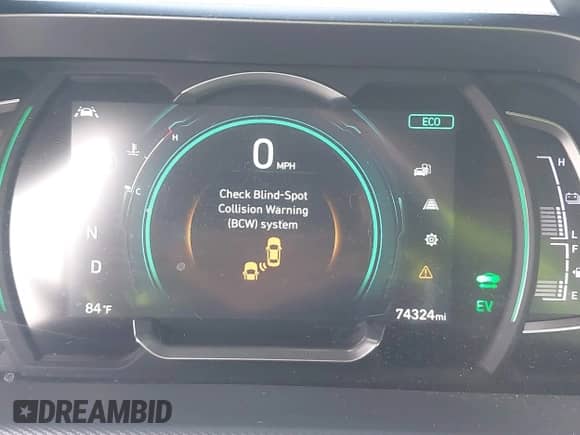 ECO
0 MPH
H
H
Check Blind-Spot
Collision Warning
(BCW) system
C
L
N
F
D
E
84°F
74324mi
EV
DREAMBID